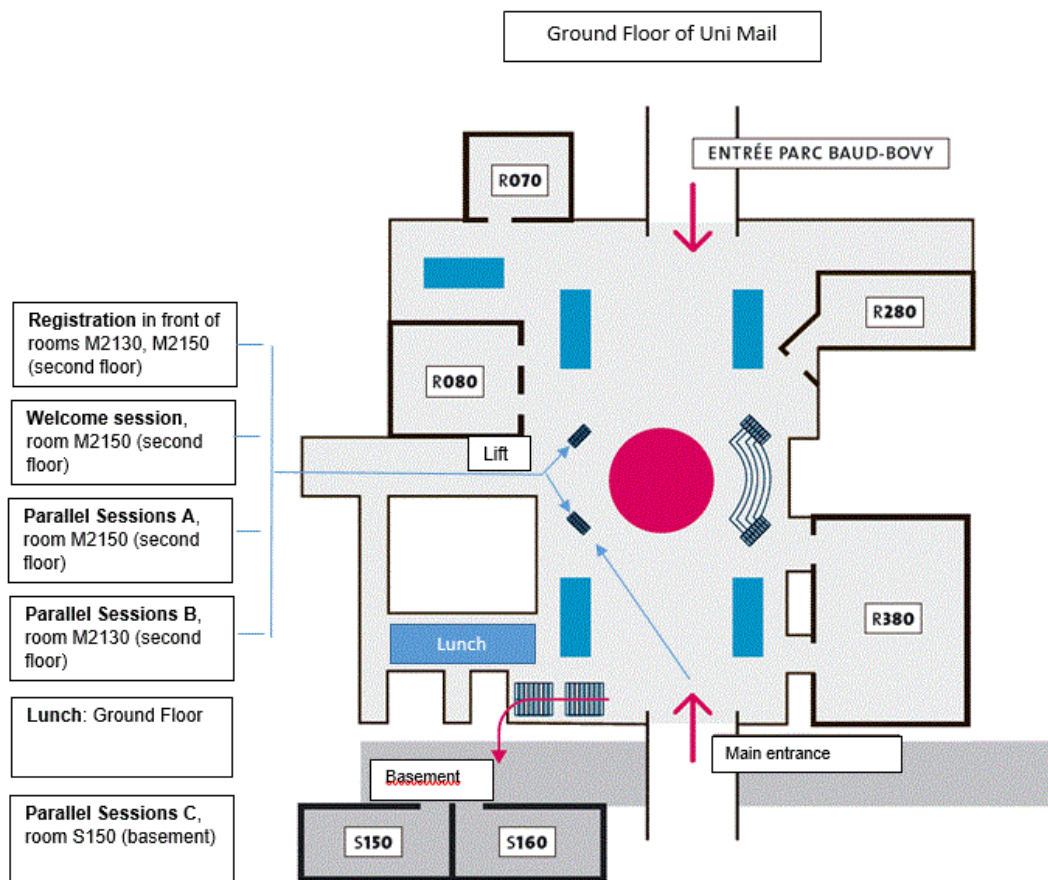 Ground Floor of Uni Mail
ENTRÉE PARC BAUD-BOVY
R070
R280
Registration in front of
rooms M2130, M2150
(second floor)
R080
Welcome session,
room M2150 (second
floor)
Lift
Parallel Sessions A,
room M2150 (second
floor)
Parallel Sessions B,
room M2130 (second
floor)
R380
Lunch
Lunch: Ground Floor
Main entrance
Basement
Parallel Sessions C,
room S150 (basement)
S150
S160